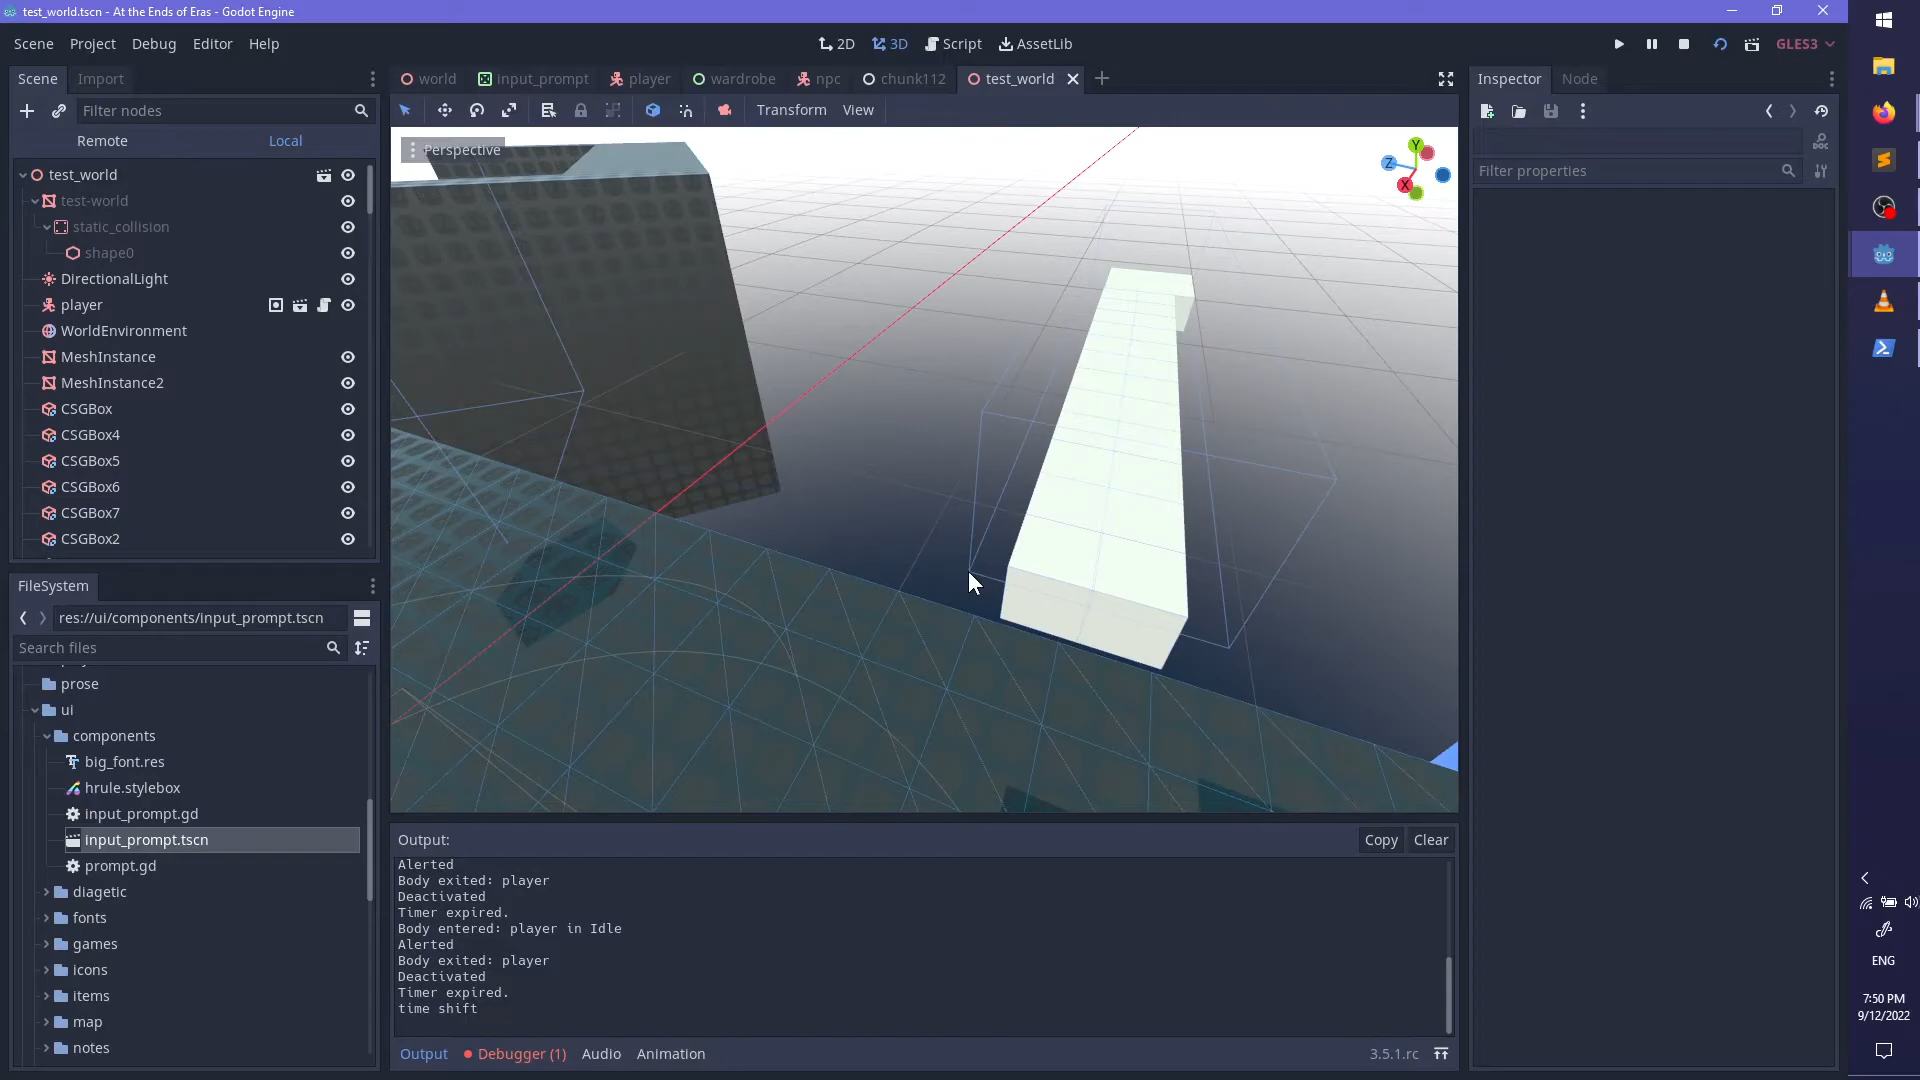 test_world.tscn - At the Ends of Eras - Godot Engine
Scene Project Debug Editor Help
2D 3D Script AssetLib
GLES3
Scene Import
world input_prompt player wardrobe npc chunk112 test_world
Inspector Node
Filter nodes
Transform View
Remote Local
Perspective
Y
Z
X
DOC
Filter properties
test_world
test-world
static_collision
shape0
DirectionalLight
player
WorldEnvironment
MeshInstance
MeshInstance2
CSGBox
CSGBox4
CSGBox5
CSGBox6
CSGBox7
CSGBox2
FileSystem
res://ui/components/input_prompt.tscn
Search files
prose
ui
components
big_font.res
hrule.stylebox
input_prompt.gd
input_prompt.tscn
prompt.gd
diagetic
fonts
games
icons
items
map
notes
Output:
Copy Clear
Alerted
Body exited: player
Deactivated
Timer expired.
Body entered: player in Idle
Alerted
Body exited: player
Deactivated
Timer expired.
time shift
Output Debugger (1) Audio Animation
3.5.1.rc
ENG
7:50 PM
9/12/2022